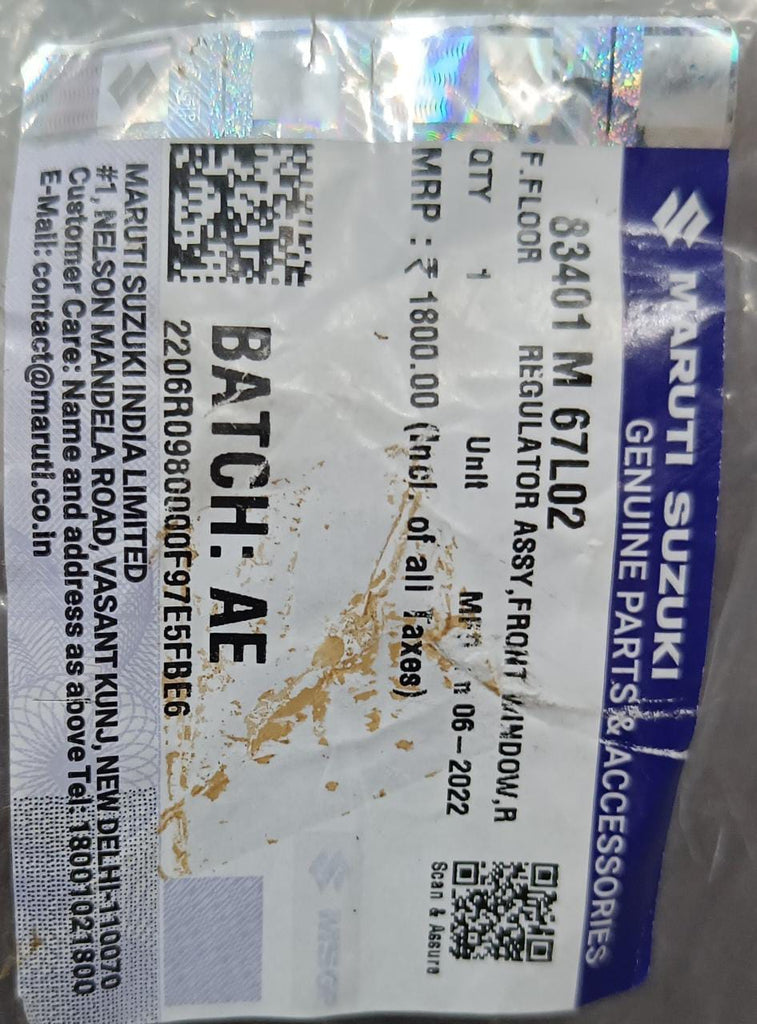 MARUTI SUZUKI
GENUINE PARTS & ACCESSORIES
83401 M 67L02
F.FLOOR REGULATOR ASSY,FRONT WINDOW,R
QTY 1 Unit 06-2022
MRP : ₹ 1800.00 (Incl. of all Taxes)
Scan & Assure
BATCH: AE
2206R0980000F97E5FBE6
MARUTI SUZUKI INDIA LIMITED
#1, NELSON MANDELA ROAD, VASANT KUNJ, NEW DELHI-110070
Customer Care: Name and address as above Tel:-18001021800
E-Mail: contact@maruti.co.in